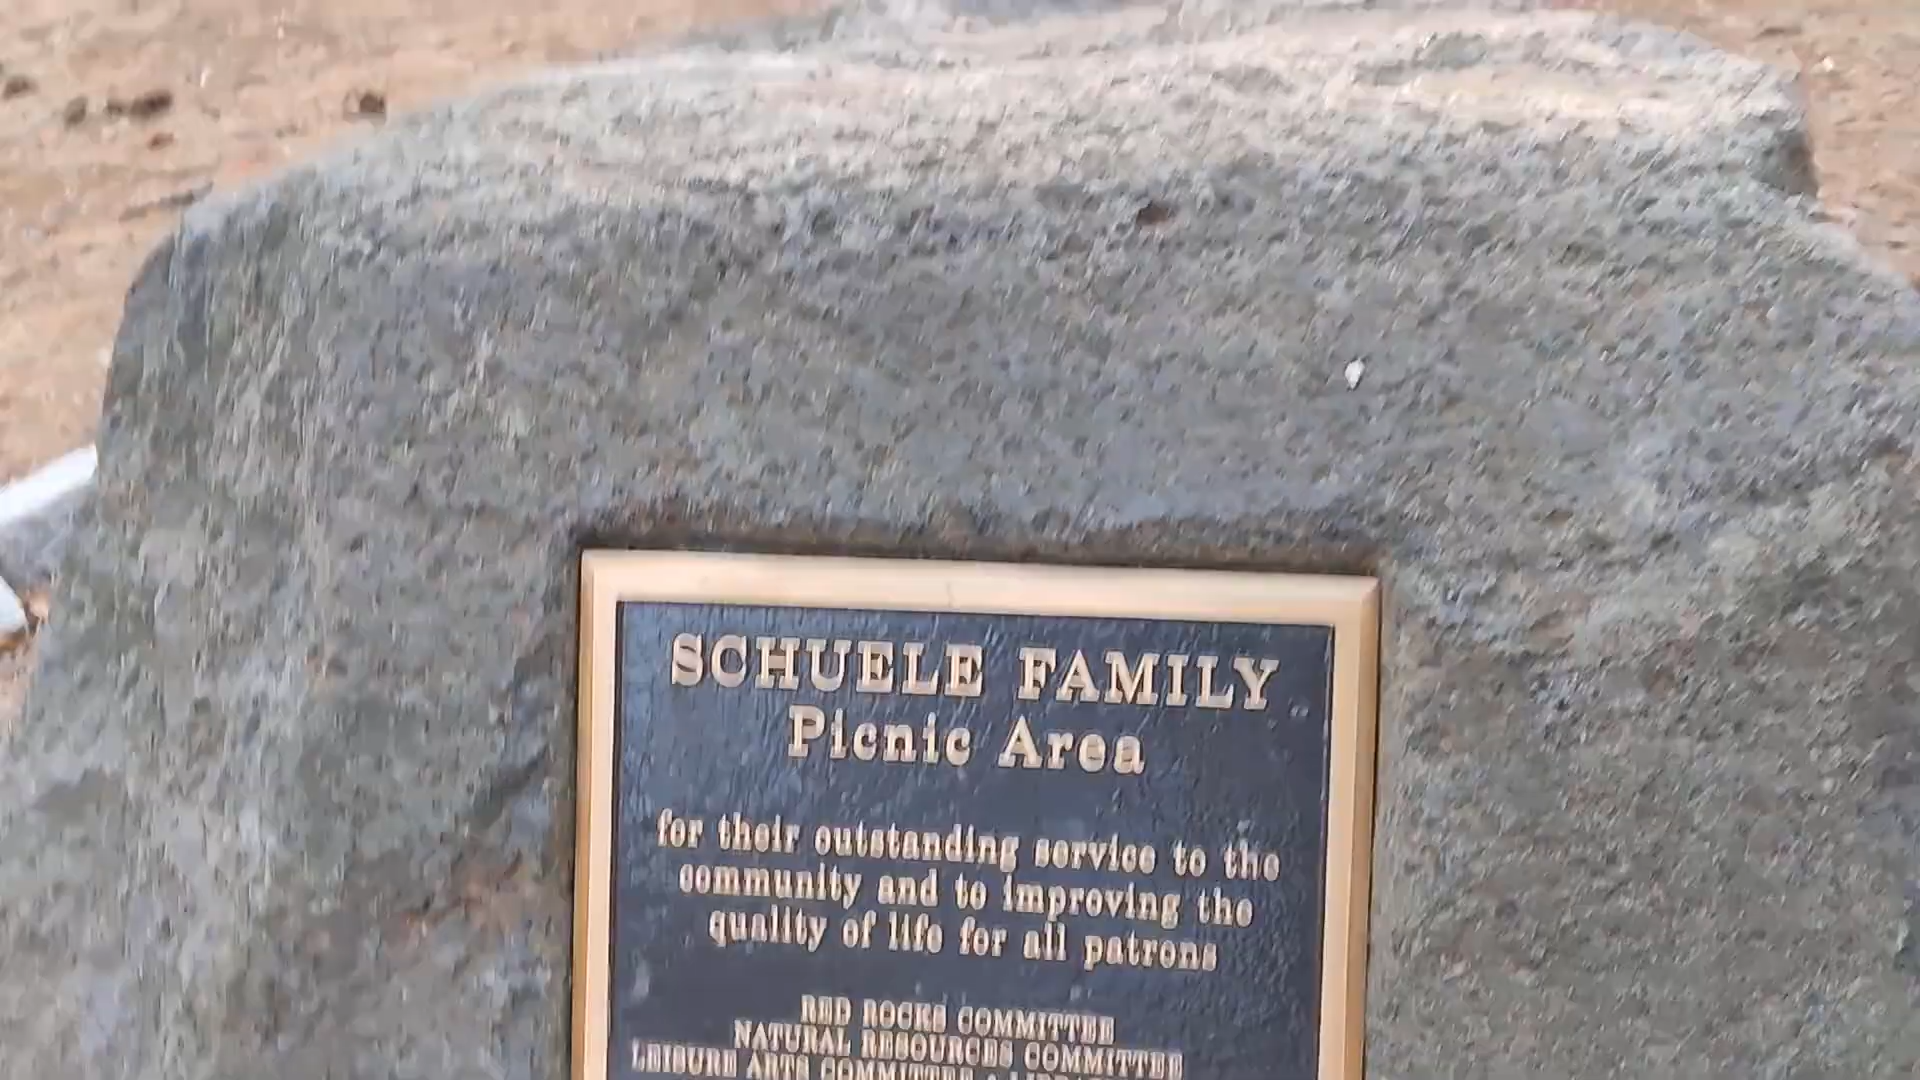 SCHUELE FAMILY
Picnic Area
for their outstanding service to the
community and to improving the
quality of life for all patrons
RED ROCKS COMMITTEE
NATURAL RESOURCES COMMITTEE
LEISURE ARTS COMMITTEE